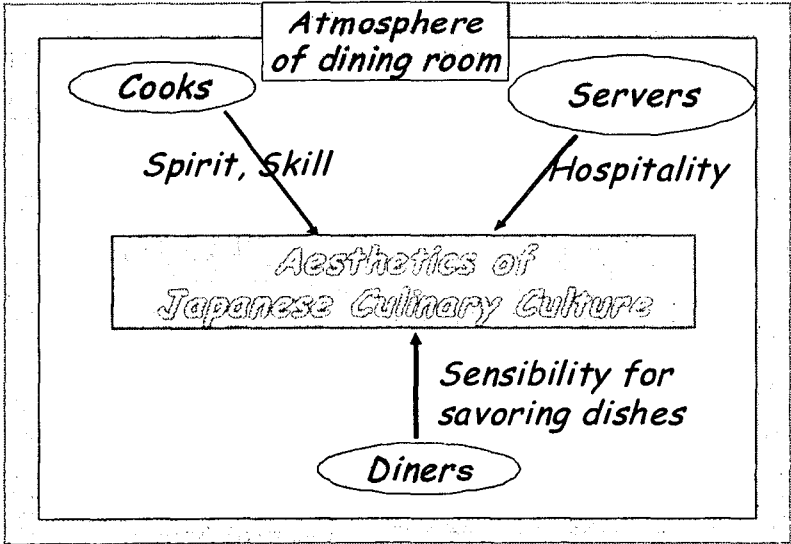 Atmosphere
of dining room
Cooks
Servers
Spirit, Skill
Hospitality
Aesthetics of
Japanese Culinary Culture
Sensibility for
savoring dishes
Diners